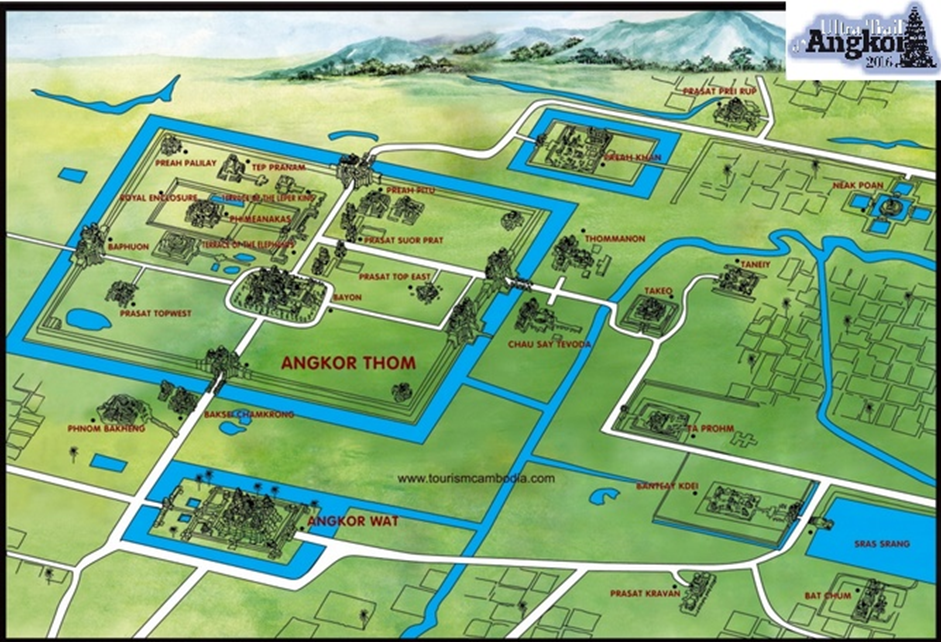 Ultra Trail
d'Angkor
2016
PRASAT PREI RUP
PREAH PALILAY
TEP PRANAM
PREAH KHAN
NEAK POAN
ROYAL ENCLOSURE
TERRACE OF THE LEPER KING
PREAH PITU
PHIMEANAKAS
BAPHUON
TERRACE OF THE ELEPHANTS
PRASAT SUOR PRAT
THOMMANON
TANEIY
PRASAT TOP EAST
TAKEO
BAYON
PRASAT TOPWEST
CHAU SAY TEVODA
ANGKOR THOM
BAKSEI CHAMKRONG
PHNOM BAKHENG
TA PROHM
www.tourismcambodia.com
BANTEAY KDEI
ANGKOR WAT
SRAS SRANG
PRASAT KRAVAN
BAT CHUM